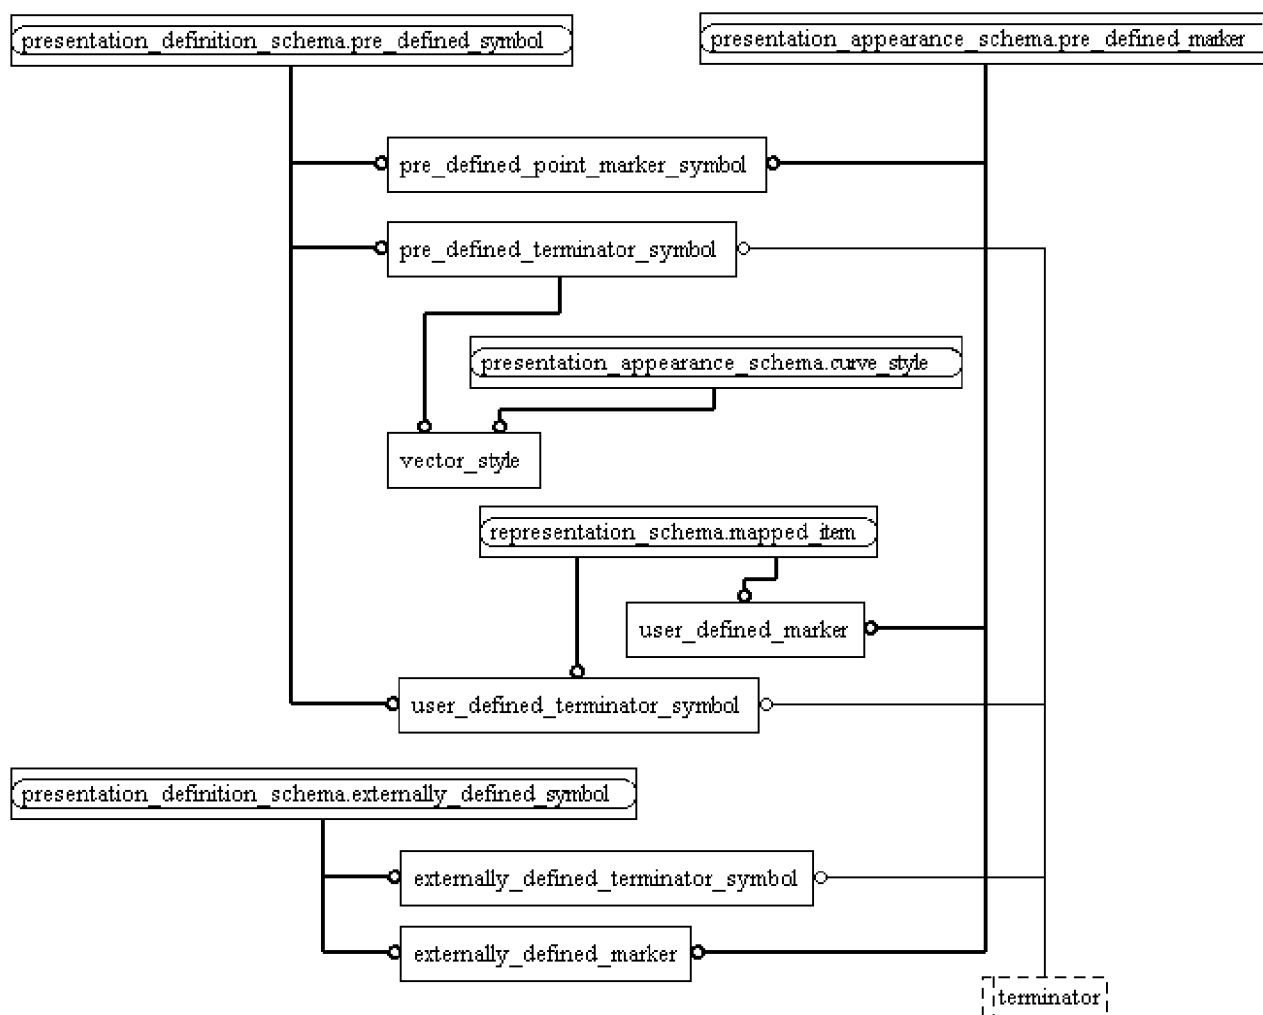 presentation_definition_schema.pre_defined_symbol
presentation_appearance_schema.pre_defined_marker
pre_defined_point_marker_symbol
pre_defined_terminator_symbol
presentation_appearance_schema.curve_style
vector_style
representation_schema.mapped_item
user_defined_marker
user_defined_terminator_symbol
presentation_definition_schema.externally_defined_symbol
externally_defined_terminator_symbol
externally_defined_marker
terminator